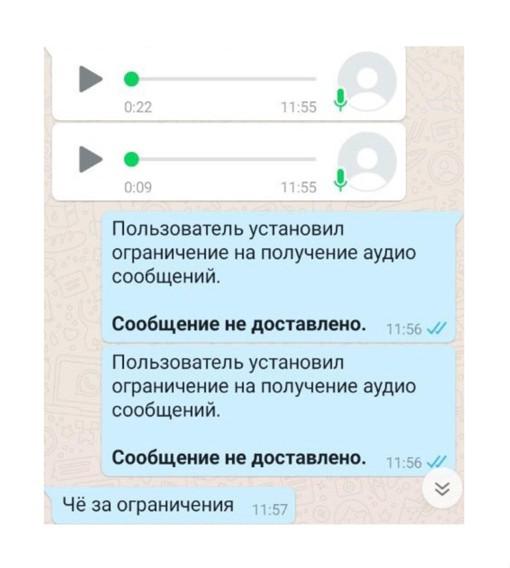 0:22 11:55
0:09 11:55
Пользователь установил
ограничение на получение аудио
сообщений.
Сообщение не доставлено. 11:56
Пользователь установил
ограничение на получение аудио
сообщений.
Сообщение не доставлено. 11:56
Чё за ограничения 11:57